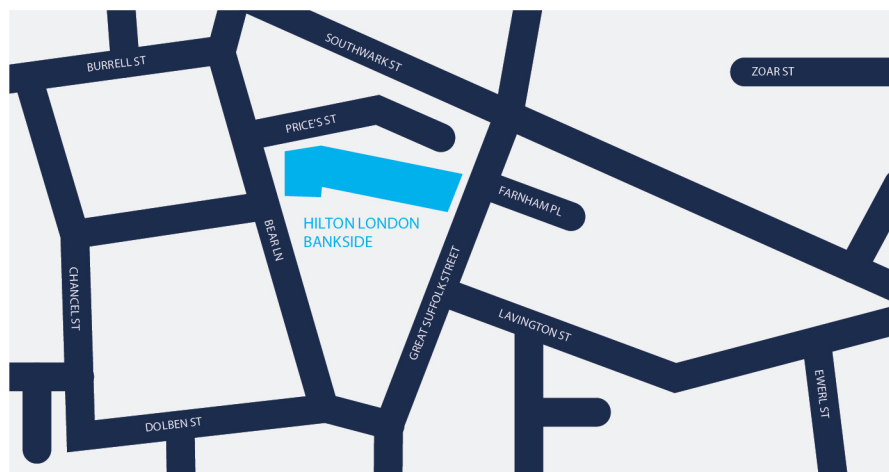 SOUTHWARK ST
BURRELL ST
ZOAR ST
PRICE'S ST
FARNHAM PL
HILTON LONDON
BANKSIDE
BEAR LN
CHANCEL ST
GREAT SUFFOLK STREET
LAVINGTON ST
EWERL ST
DOLBEN ST